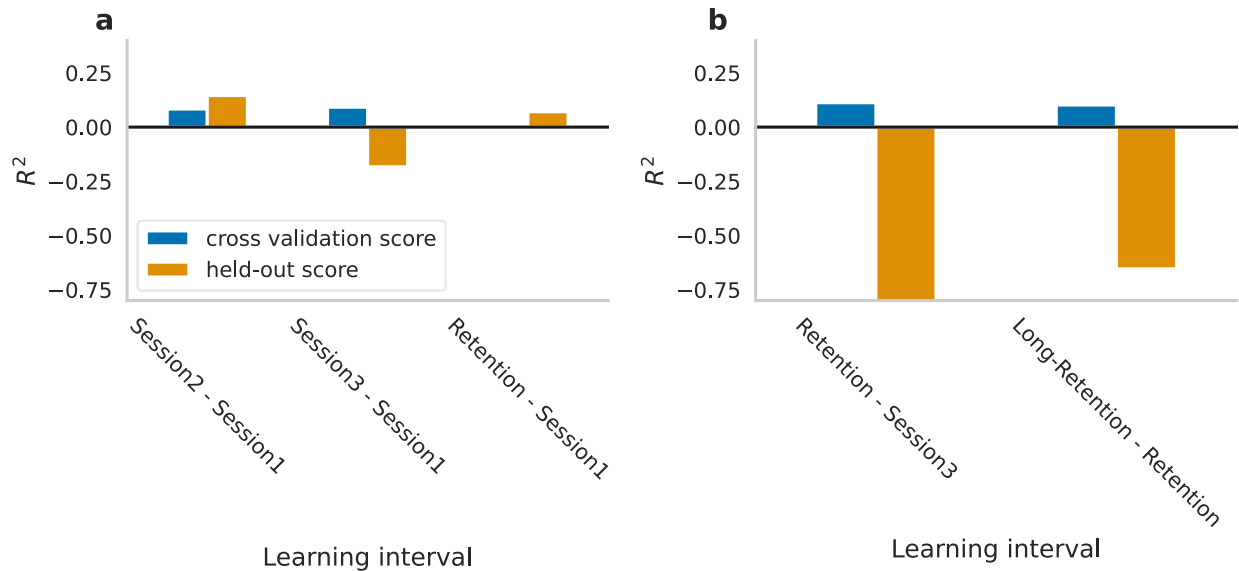 a
0.25
0.00
−0.25
−0.50
−0.75
R²
cross validation score
held-out score
Session2 - Session1
Session3 - Session1
Retention - Session1
Learning interval
b
0.25
0.00
−0.25
−0.50
−0.75
R²
Retention - Session3
Long-Retention - Retention
Learning interval